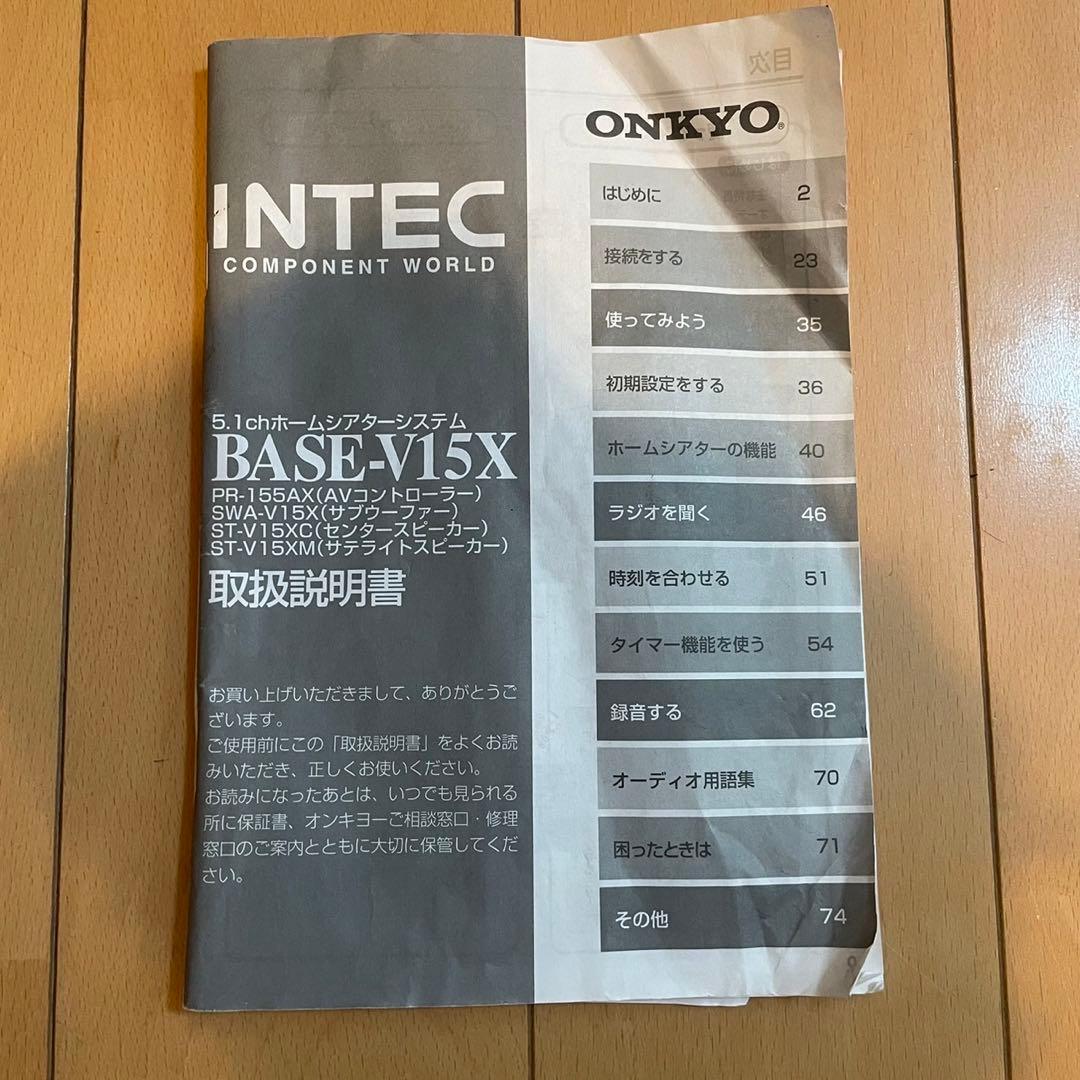 INTEC
COMPONENT WORLD
5.1chホームシアターシステム
BASE-V15X
PR-155AX(AVコントローラー)
SWA-V15X(サブウーファー)
ST-V15XC(センタースピーカー)
ST-V15XM(サテライトスピーカー)
取扱説明書
お買い上げいただきまして、ありがとうご
ざいます。
ご使用前にこの「取扱説明書」をよくお読
みいただき、正しくお使いください。
お読みになったあとは、いつでも見られる
所に保証書、オンキヨーご相談窓口・修理
窓口のご案内とともに大切に保管してくだ
さい。
目次
ONKYO®
はじめに 2
接続をする 23
使ってみよう 35
初期設定をする 36
ホームシアターの機能 40
ラジオを聞く 46
時刻を合わせる 51
タイマー機能を使う 54
録音する 62
オーディオ用語集 70
困ったときは 71
その他 74